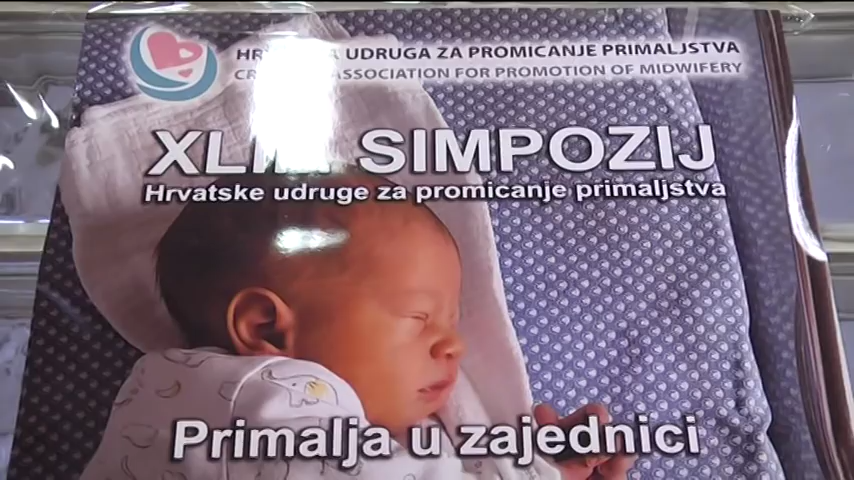 UDRUGA ZA PROMICANJE PRIMALJSTVA
ASSOCIATION FOR PROMOTION OF MIDWIFERY
SIMPOZIJ
Hrvatske udruge za promicanje primaljstva
Primalja u zajednici